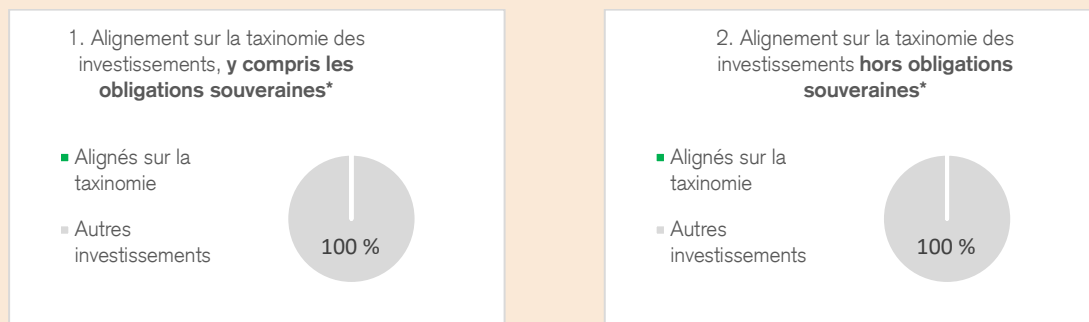 1. Alignement sur la taxinomie des
investissements, y compris les
obligations souveraines*
Alignés sur la
taxinomie
Autres
investissements
100 %
2. Alignement sur la taxinomie des
investissements hors obligations
souveraines*
Alignés sur la
taxinomie
Autres
investissements
100 %